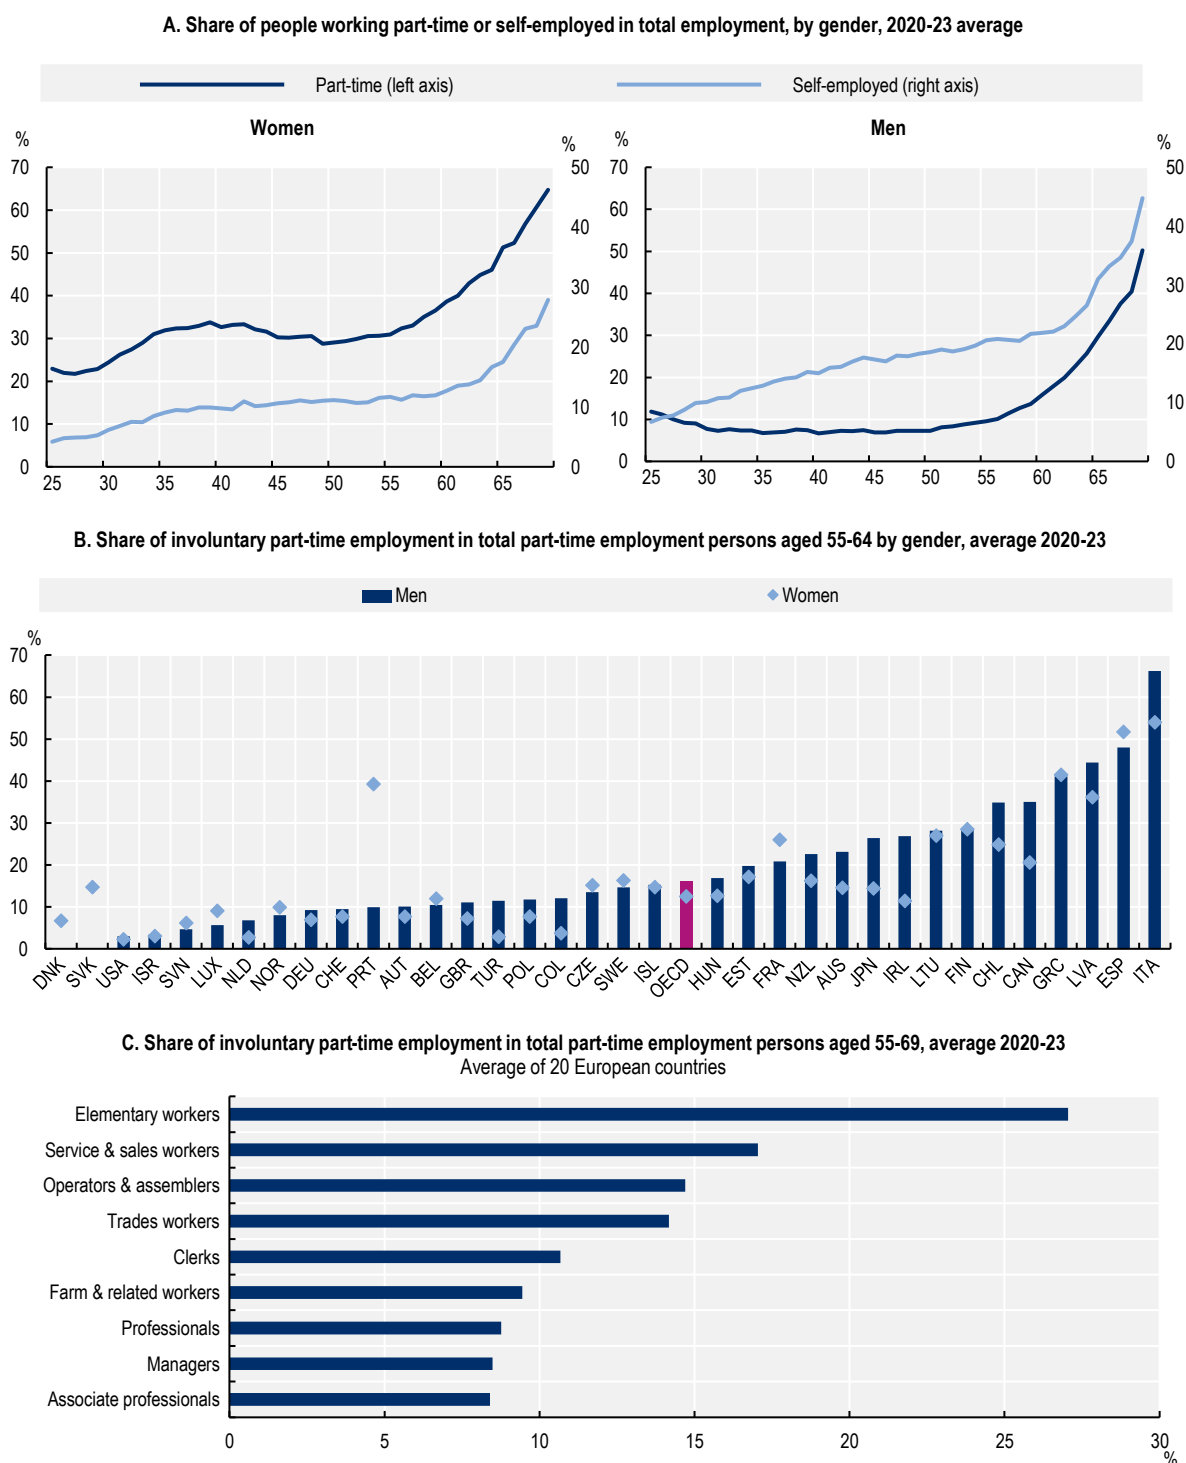 A. Share of people working part-time or self-employed in total employment, by gender, 2020-23 average
Part-time (left axis)
Self-employed (right axis)
Women
Men
%
%
%
%
70
60
50
40
30
20
10
0
50
40
30
20
10
0
25
30
35
40
45
50
55
60
65
70
60
50
40
30
20
10
0
50
40
30
20
10
0
25
30
35
40
45
50
55
60
65
B. Share of involuntary part-time employment in total part-time employment persons aged 55-64 by gender, average 2020-23
Men
Women
%
70
60
50
40
30
20
10
0
DNK
SVK
USA
ISR
SVN
LUX
NLD
NOR
DEU
CHE
PRT
AUT
BEL
GBR
TUR
POL
COL
CZE
SWE
ISL
OECD
HUN
EST
FRA
NZL
AUS
JPN
IRL
LTU
FIN
CHL
CAN
GRC
LVA
ESP
ITA
C. Share of involuntary part-time employment in total part-time employment persons aged 55-69, average 2020-23
Average of 20 European countries
Elementary workers
Service & sales workers
Operators & assemblers
Trades workers
Clerks
Farm & related workers
Professionals
Managers
Associate professionals
0
5
10
15
20
25
30
%